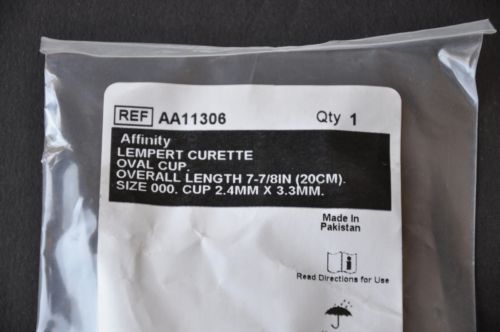 REF AA11306 Qty 1
Affinity
LEMPERT CURETTE
OVAL CUP.
OVERALL LENGTH 7-7/8IN (20CM).
SIZE 000. CUP 2.4MM X 3.3MM.
Made In
Pakistan
Read Directions for Use